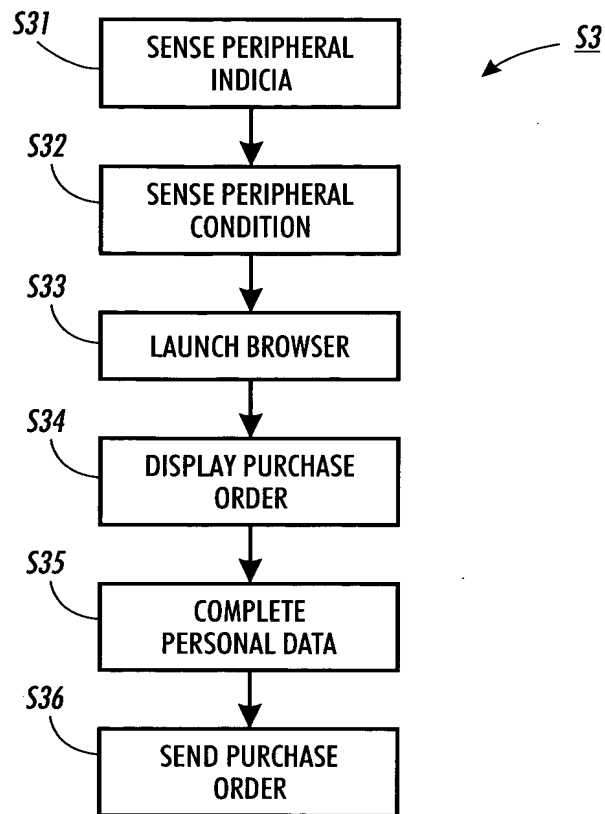 S31
SENSE PERIPHERAL
INDICIA
S3
S32
SENSE PERIPHERAL
CONDITION
S33
LAUNCH BROWSER
S34
DISPLAY PURCHASE
ORDER
S35
COMPLETE
PERSONAL DATA
S36
SEND PURCHASE
ORDER